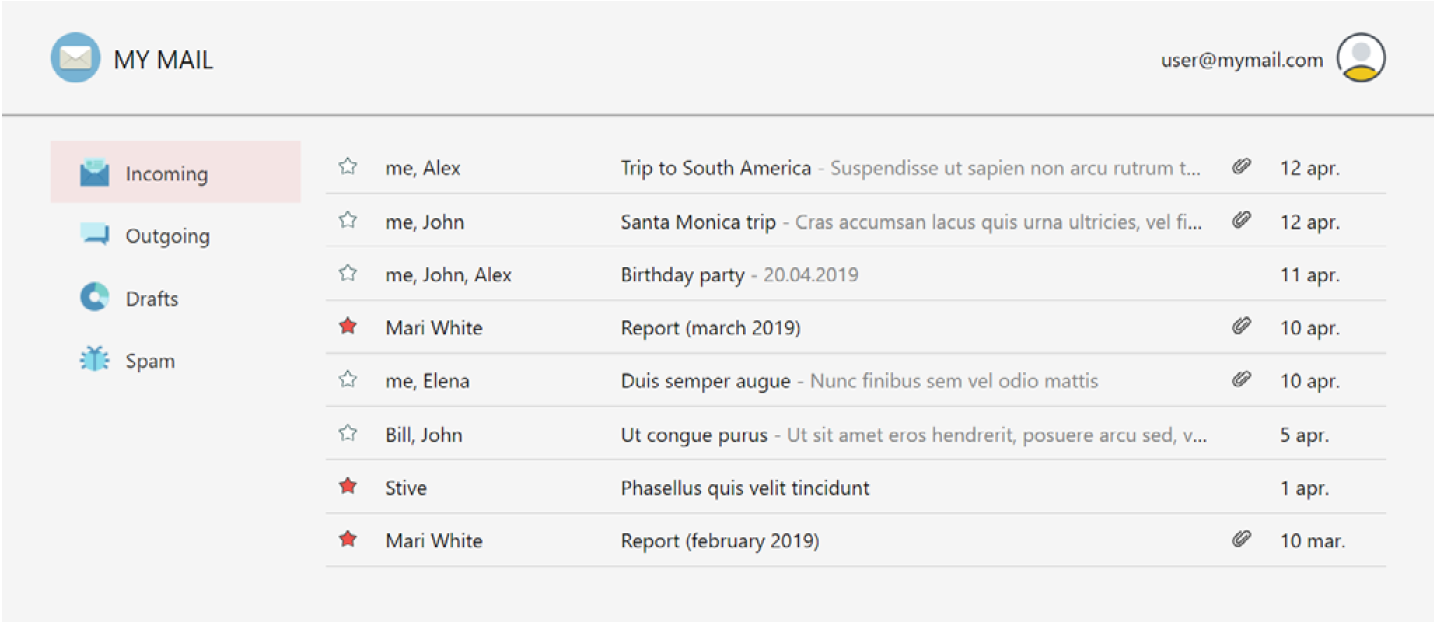 MY MAIL
user@mymail.com
Incoming
Outgoing
Drafts
Spam
me, Alex Trip to South America - Suspendisse ut sapien non arcu rutrum t... 12 apr.
me, John Santa Monica trip - Cras accumsan lacus quis urna ultricies, vel fi... 12 apr.
me, John, Alex Birthday party - 20.04.2019 11 apr.
Mari White Report (march 2019) 10 apr.
me, Elena Duis semper augue - Nunc finibus sem vel odio mattis 10 apr.
Bill, John Ut congue purus - Ut sit amet eros hendrerit, posuere arcu sed, v... 5 apr.
Stive Phasellus quis velit tincidunt 1 apr.
Mari White Report (february 2019) 10 mar.